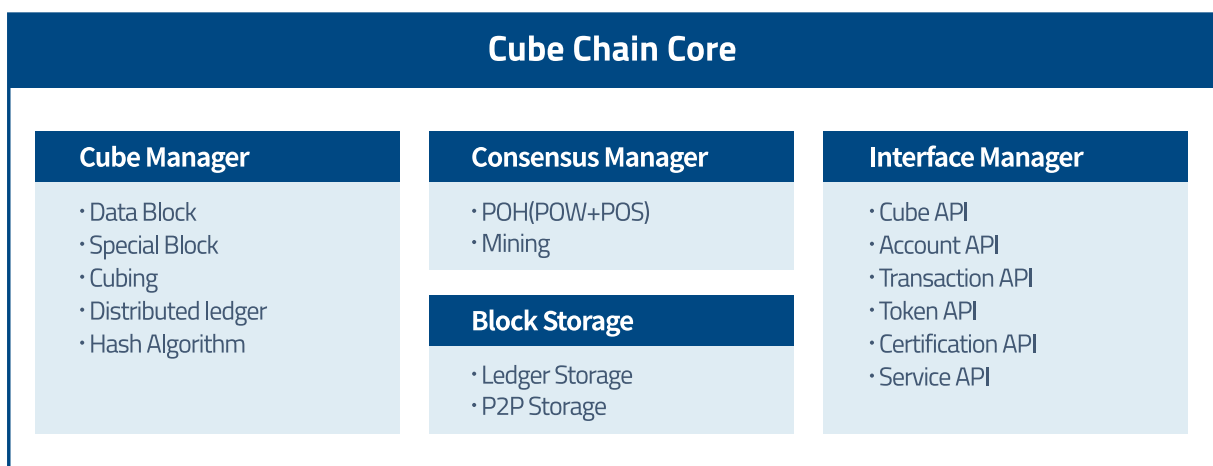 Cube Chain Core
Cube Manager
· Data Block
· Special Block
· Cubing
· Distributed ledger
· Hash Algorithm
Consensus Manager
· POH(POW+POS)
· Mining
Block Storage
· Ledger Storage
· P2P Storage
Interface Manager
· Cube API
· Account API
· Transaction API
· Token API
· Certification API
· Service API